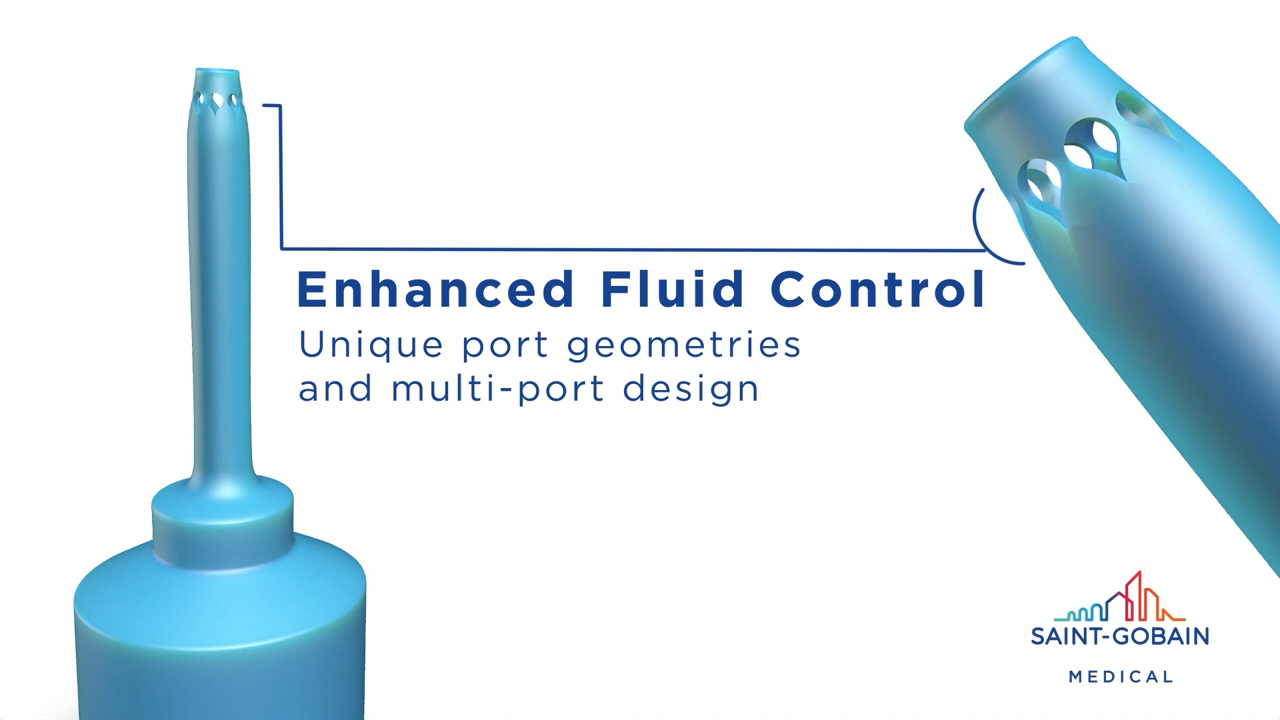 Enhanced Fluid Control
Unique port geometries
and multi-port design
SAINT-GOBAIN
MEDICAL